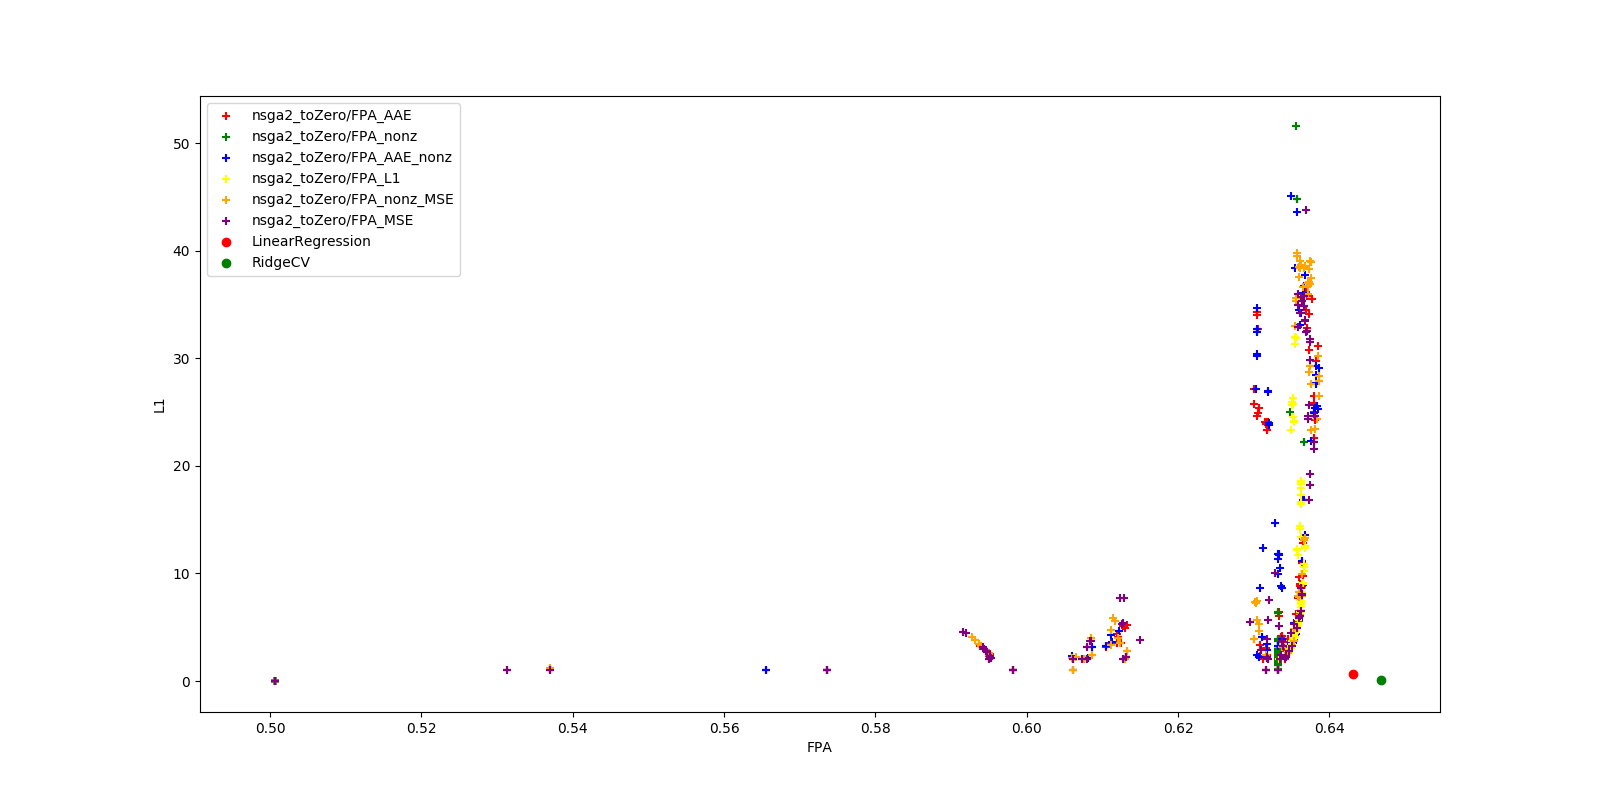 nsga2_toZero/FPA_AAE
nsga2_toZero/FPA_nonz
nsga2_toZero/FPA_AAE_nonz
nsga2_toZero/FPA_L1
nsga2_toZero/FPA_nonz_MSE
nsga2_toZero/FPA_MSE
LinearRegression
RidgeCV
50
40
30
20
10
0
L1
0.50 0.52 0.54 0.56 0.58 0.60 0.62 0.64
FPA